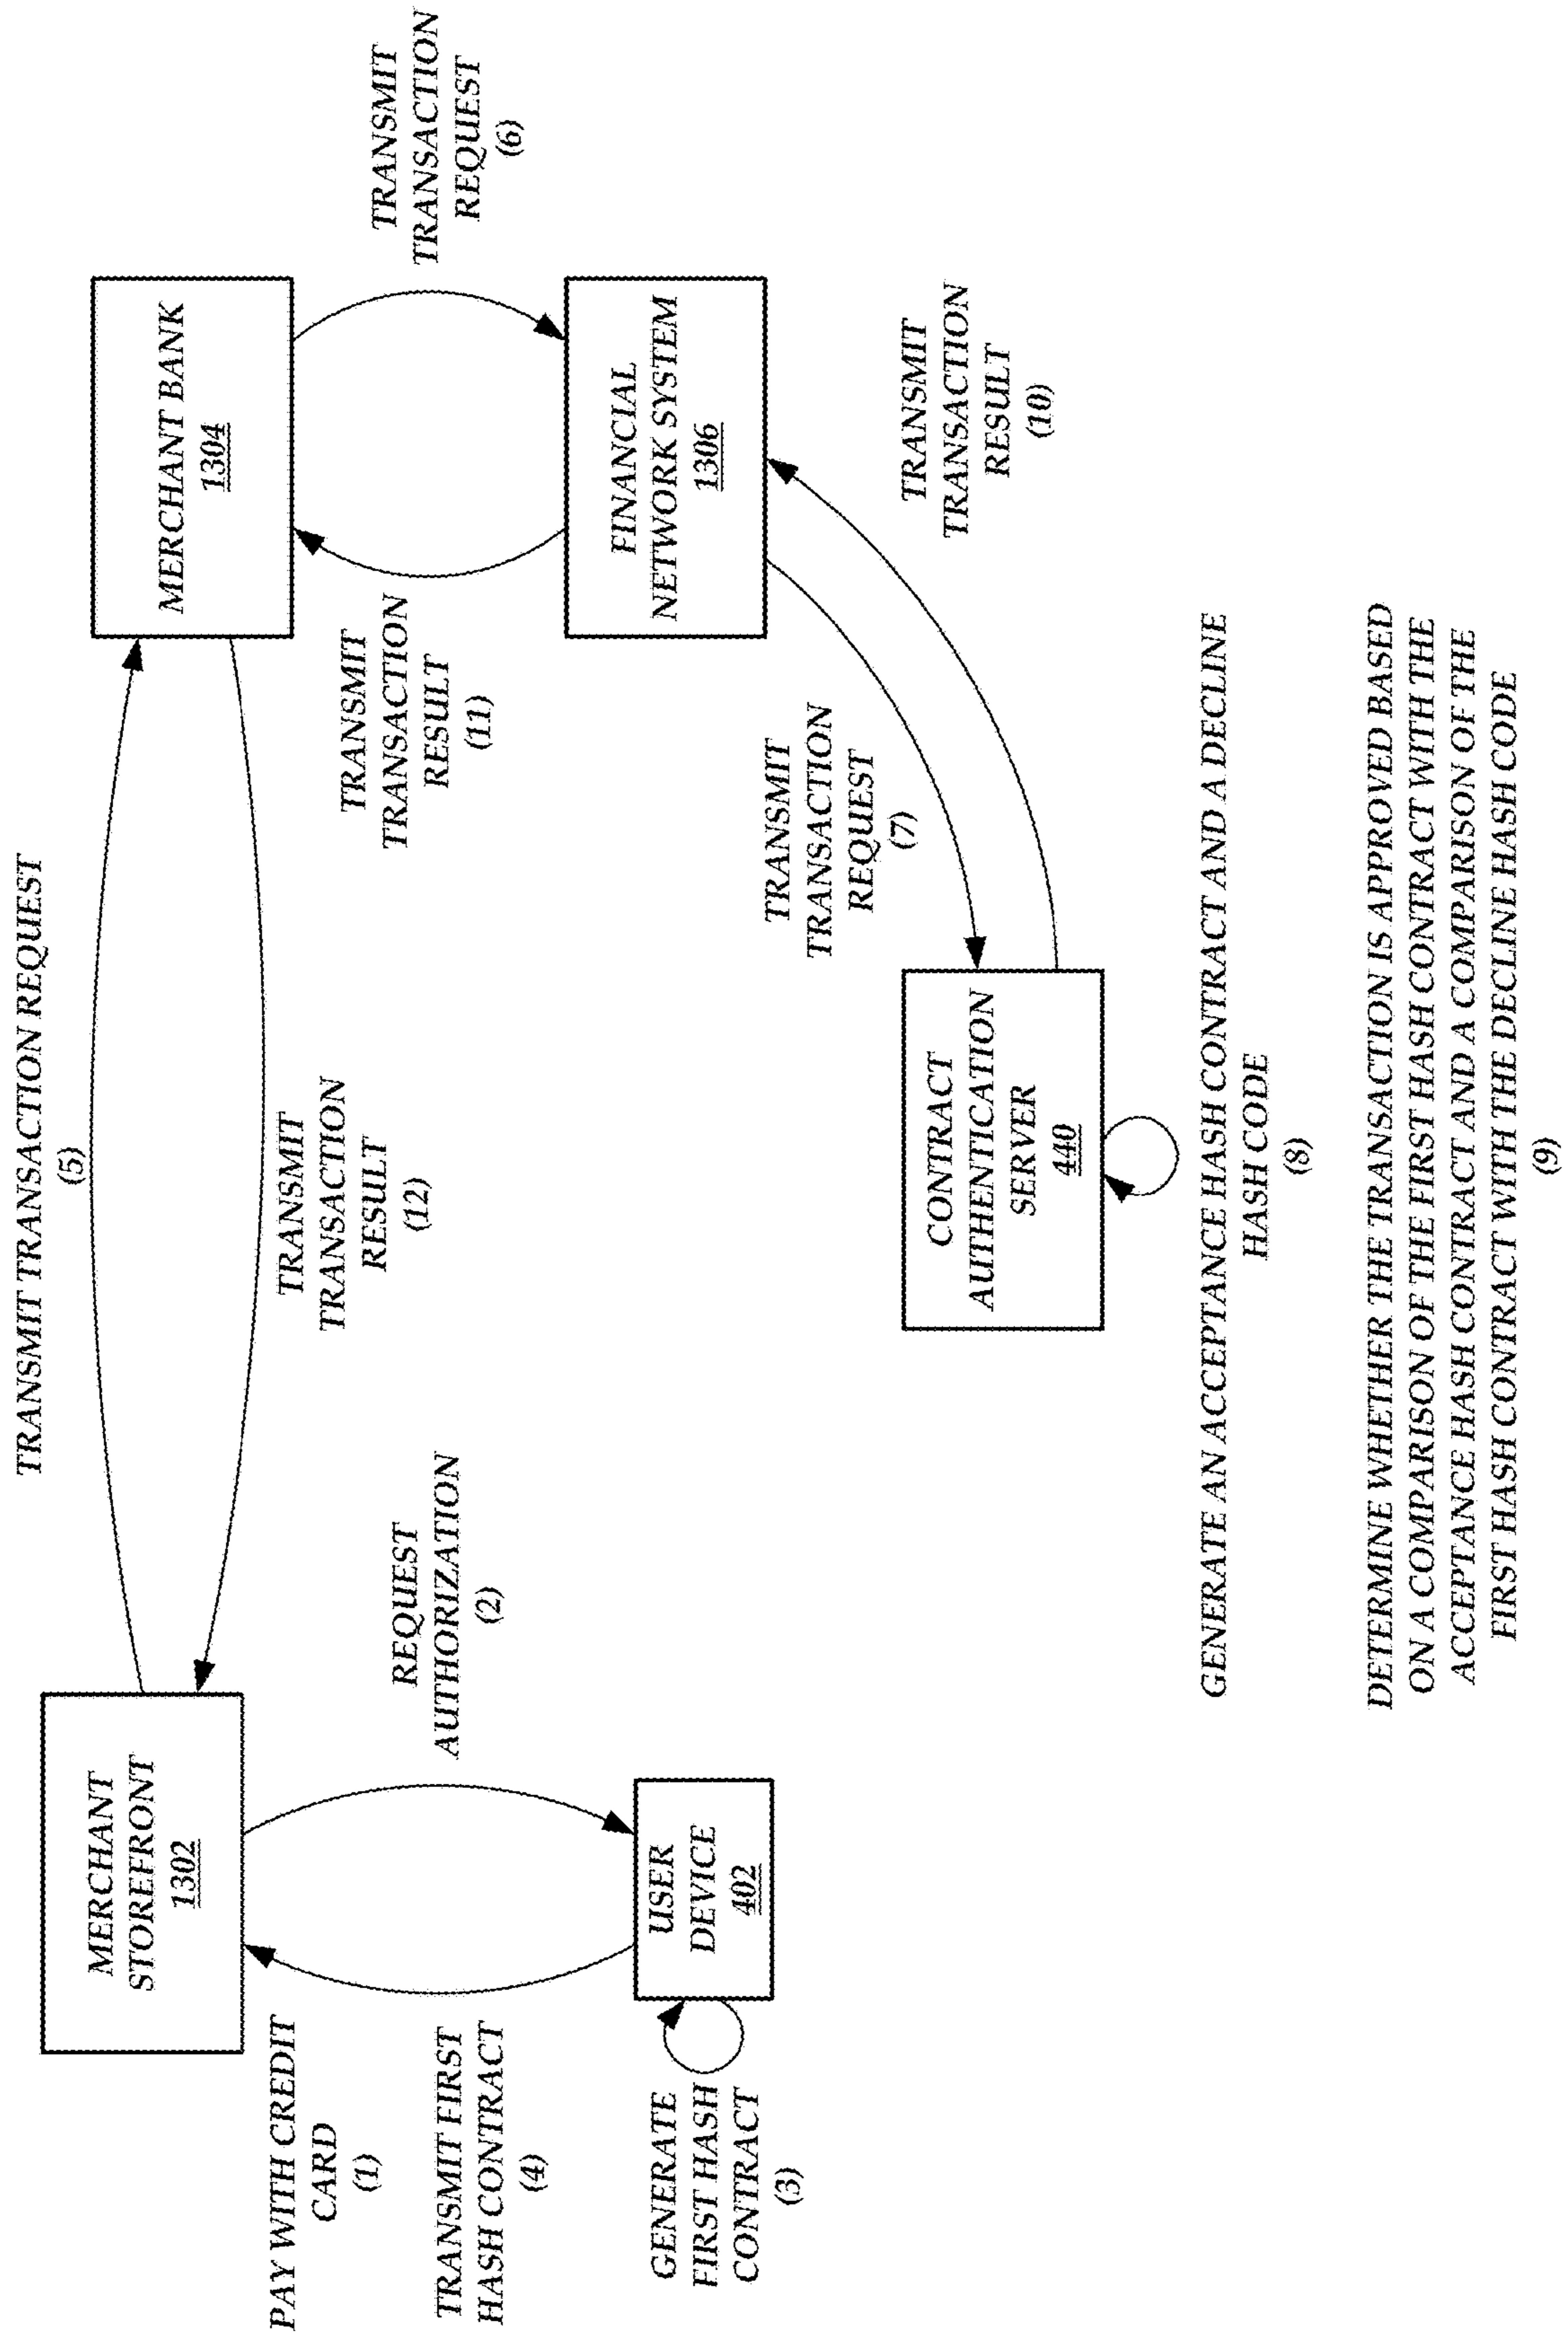 PAY WITH CREDIT
CARD
(1)
TRANSMIT FIRST
HASH CONTRACT
(4)
GENERATE
FIRST HASH
CONTRACT
(3)
MERCHANT
STOREFRONT
1302
USER
DEVICE
402
REQUEST
AUTHORIZATION
(2)
TRANSMIT TRANSACTION REQUEST
(5)
TRANSMIT
TRANSACTION
RESULT
(12)
MERCHANT BANK
1304
TRANSMIT
TRANSACTION
REQUEST
(6)
TRANSMIT
TRANSACTION
RESULT
(11)
FINANCIAL
NETWORK SYSTEM
1306
TRANSMIT
TRANSACTION
REQUEST
(7)
TRANSMIT
TRANSACTION
RESULT
(10)
CONTRACT
AUTHENTICATION
SERVER
440
GENERATE AN ACCEPTANCE HASH CONTRACT AND A DECLINE
HASH CODE
(8)
DETERMINE WHETHER THE TRANSACTION IS APPROVED BASED
ON A COMPARISON OF THE FIRST HASH CONTRACT WITH THE
ACCEPTANCE HASH CONTRACT AND A COMPARISON OF THE
FIRST HASH CONTRACT WITH THE DECLINE HASH CODE
(9)